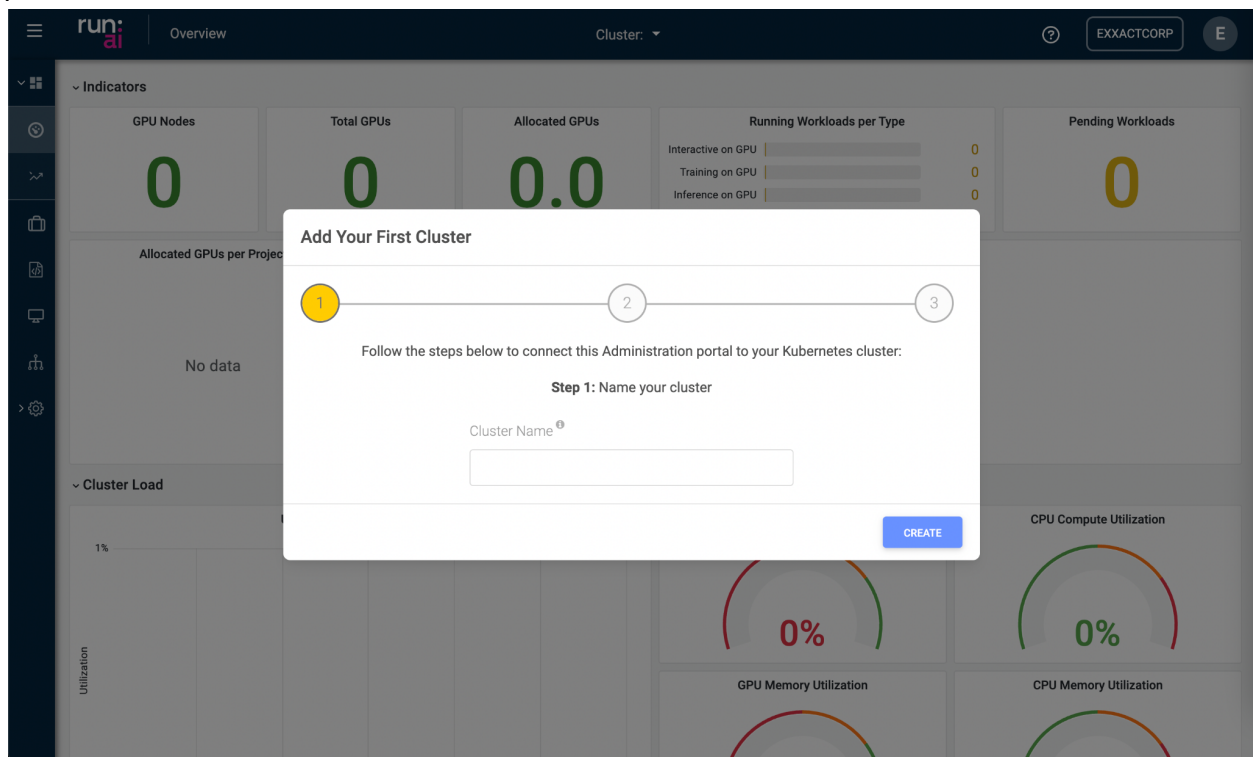 run:
ai
Overview
Cluster:
EXXACTCORP
E
Indicators
GPU Nodes
0
Total GPUs
0
Allocated GPUs
0.0
Running Workloads per Type
Interactive on GPU 0
Training on GPU 0
Inference on GPU 0
Pending Workloads
0
Allocated GPUs per Projec
No data
Add Your First Cluster
1 2 3
Follow the steps below to connect this Administration portal to your Kubernetes cluster:
Step 1: Name your cluster
Cluster Name
CREATE
Cluster Load
1%
Utilization
0%
CPU Compute Utilization
0%
GPU Memory Utilization
CPU Memory Utilization